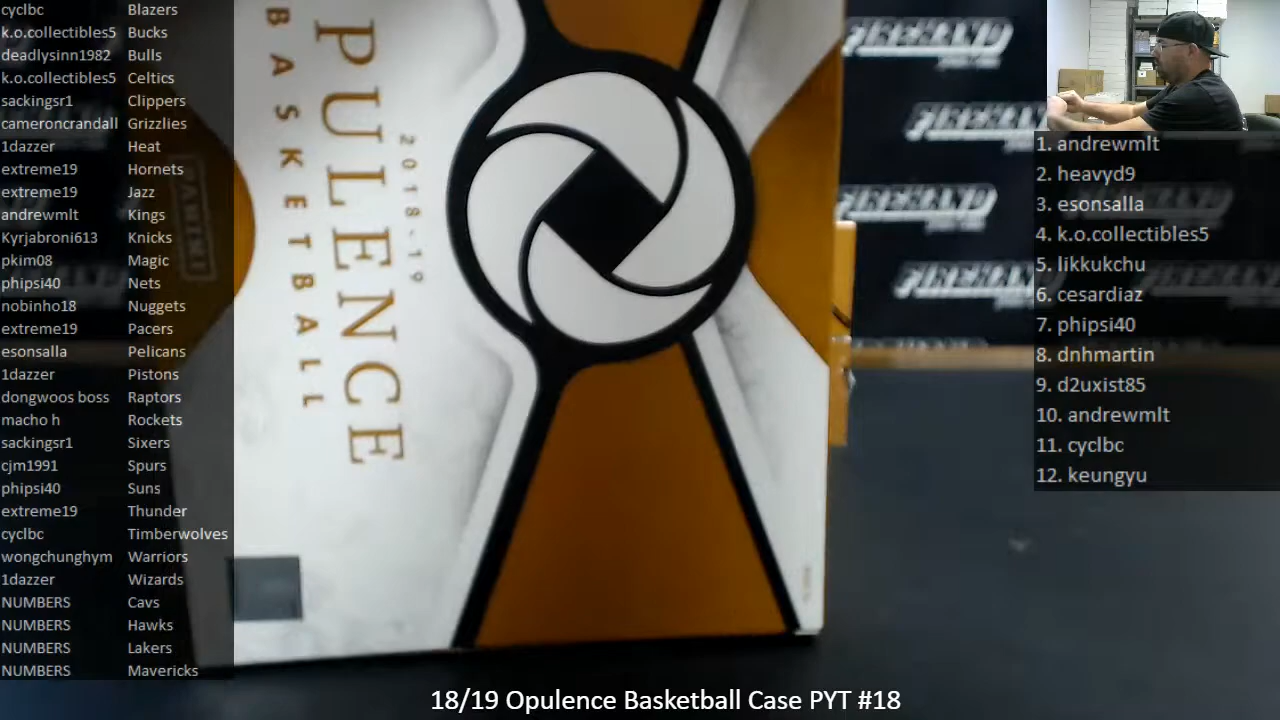 cyclbc Blazers
k.o.collectibles5 Bucks
deadlysinn1982 Bulls
k.o.collectibles5 Celtics
sackingsr1 Clippers
cameroncrandall Grizzlies
1dazzer Heat
extreme19 Hornets
extreme19 Jazz
andrewmlt Kings
Kyrjabroni613 Knicks
pkim08 Magic
phipsi40 Nets
nobinho18 Nuggets
extreme19 Pacers
esonsalla Pelicans
1dazzer Pistons
dongwoos boss Raptors
macho h Rockets
sackingsr1 Sixers
cjm1991 Spurs
phipsi40 Suns
extreme19 Thunder
cyclbc Timberwolves
wongchunghym Warriors
1dazzer Wizards
NUMBERS Cavs
NUMBERS Hawks
NUMBERS Lakers
NUMBERS Mavericks
PANINI
2018-19
PULENCE
BASKETBALL
FIREHAND
FIREHAND
FIREHAND
FIREHAND
1. andrewmlt
2. heavyd9
3. esonsalla
4. k.o.collectibles5
5. likkukchu
6. cesardiaz
7. phipsi40
8. dnhmartin
9. d2uxist85
10. andrewmlt
11. cyclbc
12. keungyu
18/19 Opulence Basketball Case PYT #18